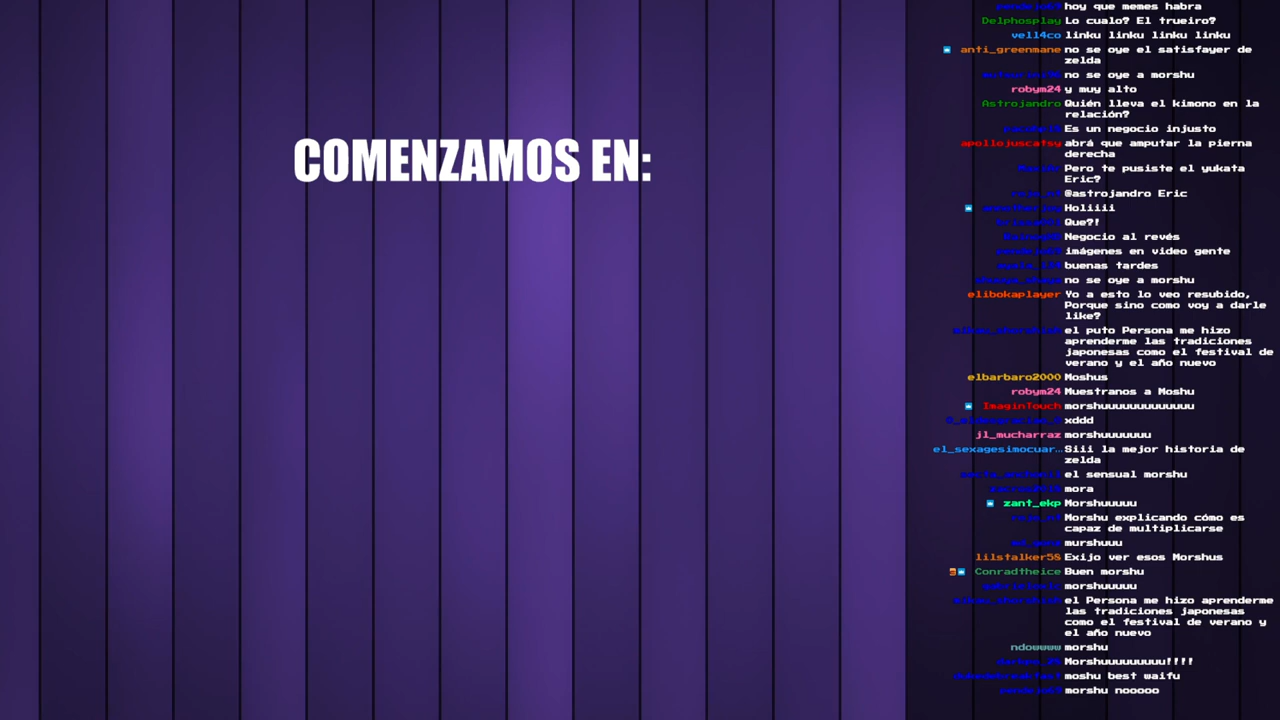 COMENZAMOS EN:
hoy que memes habra
Delphosplay Lo cualo? El trueiro?
vell4co linku linku linku linku
anti_greenmane no se oye el satisfayer de
zelda
no se oye a morshu
robym24 y muy alto
Astrojandro Quién lleva el kimono en la
relación?
Es un negocio injusto
apollojuscatsy abrá que amputar la pierna
derecha
Pero te pusiste el yukata
Eric?
@astrojandro Eric
Holiiii
Que?!
Negocio al revés
imágenes en video gente
buenas tardes
no se oye a morshu
elibokaplayer Yo a esto lo veo resubido,
Porque sino como voy a darle
like?
el puto Persona me hizo
aprenderme las tradiciones
japonesas como el festival de
verano y el año nuevo
elbarbaro2000 Moshus
robym24 Muestranos a Moshu
ImaginTouch morshuuuuuuuuuuuuu
xddd
jl_mucharraz morshuuuuuuu
el_sexagesimocuar… Siii la mejor historia de
zelda
el sensual morshu
mora
zant_ekp Morshuuuuu
Morshu explicando cómo es
capaz de multiplicarse
murshuuu
lilstalker58 Exijo ver esos Morshus
Conradtheice Buen morshu
morshuuuuu
el Persona me hizo aprenderme
las tradiciones japonesas
como el festival de verano y
el año nuevo
ndowwww morshu
Morshuuuuuuuuu!!!!
moshu best waifu
morshu nooooo